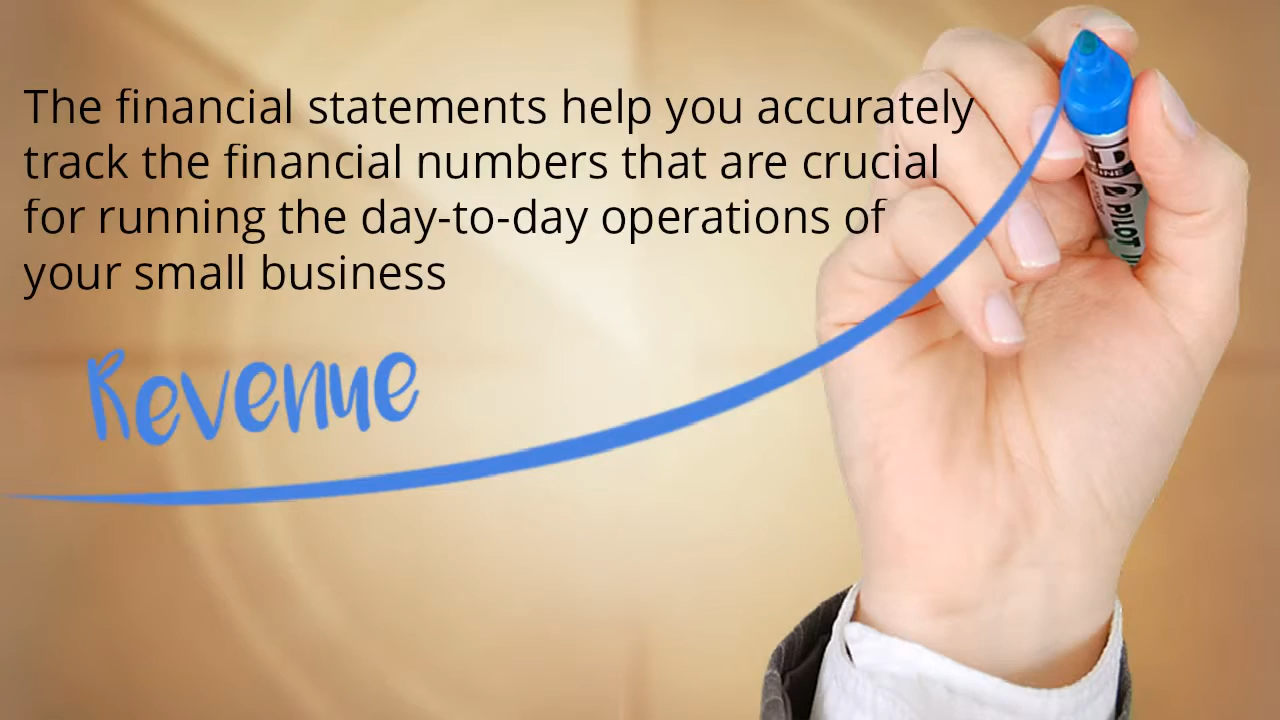 The financial statements help you accurately
track the financial numbers that are crucial
for running the day-to-day operations of
your small business
Revenue
PILOT